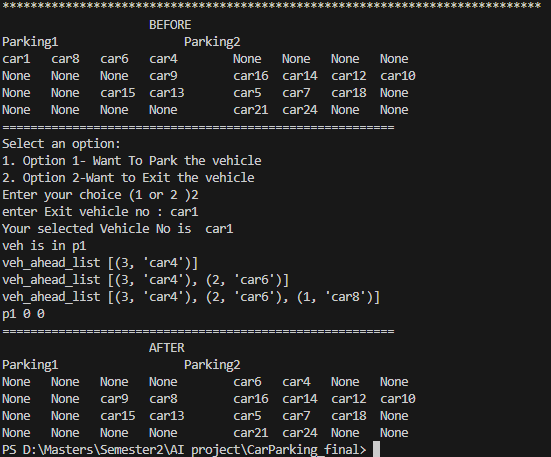 *****************************************************************************
BEFORE
Parking1 Parking2
car1 car8 car6 car4 None None None None
None None None car9 car16 car14 car12 car10
None None car15 car13 car5 car7 car18 None
None None None None car21 car24 None None
========================================================
Select an option:
1. Option 1- Want To Park the vehicle
2. Option 2-Want to Exit the vehicle
Enter your choice (1 or 2 )2
enter Exit vehicle no : car1
Your selected Vehicle No is  car1
veh is in p1
veh_ahead_list [(3, 'car4')]
veh_ahead_list [(3, 'car4'), (2, 'car6')]
veh_ahead_list [(3, 'car4'), (2, 'car6'), (1, 'car8')]
p1 0 0
========================================================
AFTER
Parking1 Parking2
None None None None car6 car4 None None
None None car9 car8 car16 car14 car12 car10
None None car15 car13 car5 car7 car18 None
None None None None car21 car24 None None
PS D:\Masters\Semester2\AI project\CarParking_final>